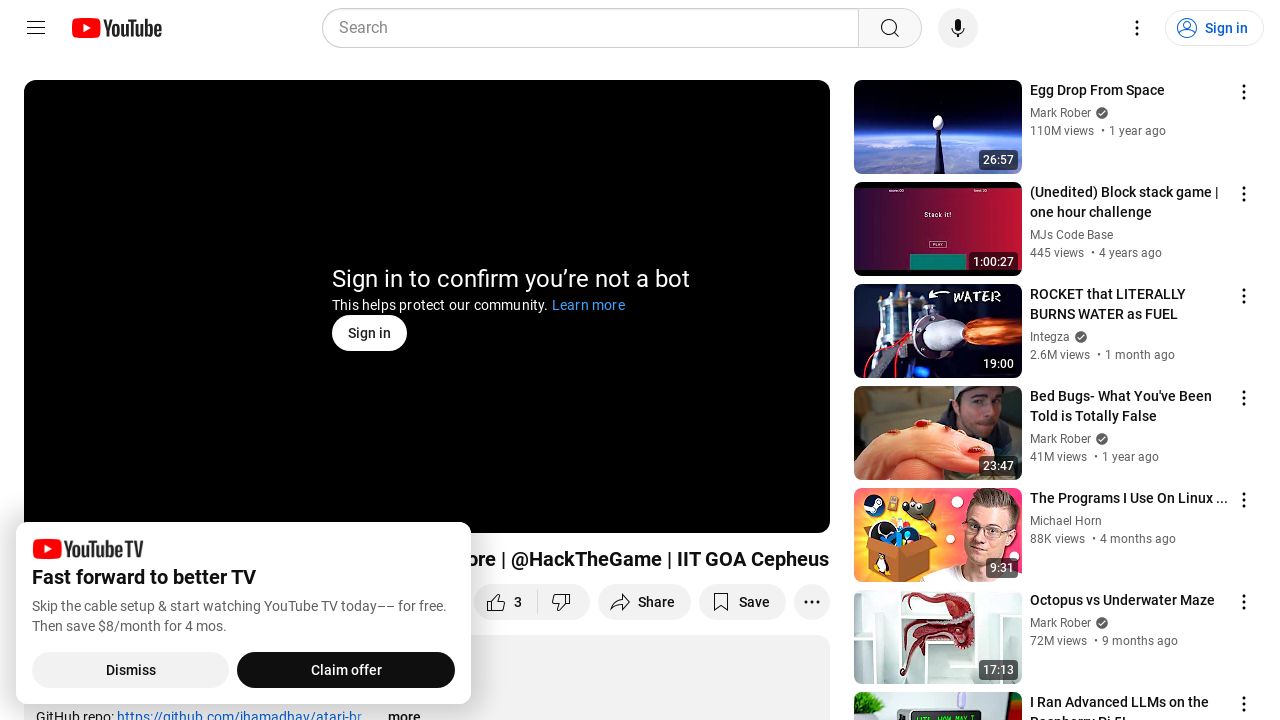 YouTube
Search
Sign in
Sign in to confirm you’re not a bot
This helps protect our community. Learn more
Sign in
ore | @HackTheGame | IIT GOA Cepheus
3
Share
Save
YouTube TV
Fast forward to better TV
Skip the cable setup & start watching YouTube TV today–– for free.
Then save $8/month for 4 mos.
Dismiss
Claim offer
GitHub repo: https://github.com/ihamadhav/atari-br
more
26:57
Egg Drop From Space
Mark Rober
110M views • 1 year ago
Stack it!
PLAY
1:00:27
(Unedited) Block stack game |
one hour challenge
MJs Code Base
445 views • 4 years ago
WATER
19:00
ROCKET that LITERALLY
BURNS WATER as FUEL
Integza
2.6M views • 1 month ago
23:47
Bed Bugs- What You've Been
Told is Totally False
Mark Rober
41M views • 1 year ago
9:31
The Programs I Use On Linux ...
Michael Horn
88K views • 4 months ago
17:13
Octopus vs Underwater Maze
Mark Rober
72M views • 9 months ago
I Ran Advanced LLMs on the
Raspberry Pi 5!